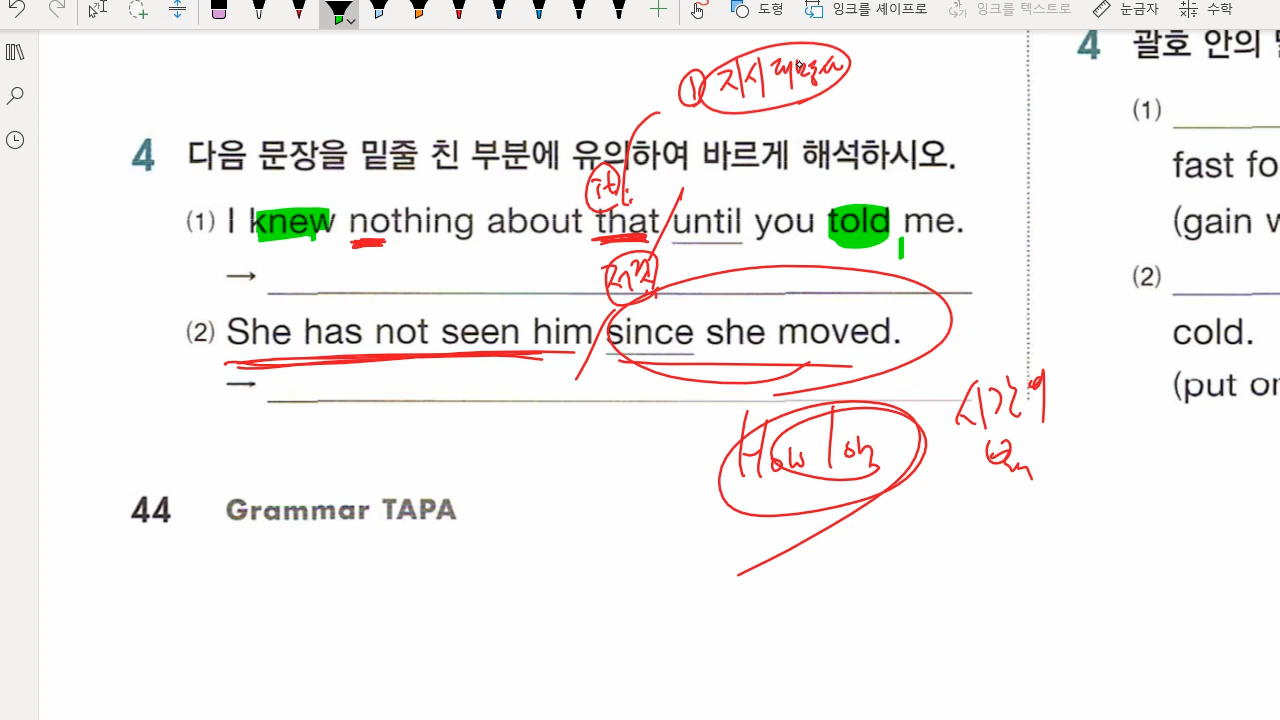 도형 잉크를 셰이프로 잉크를 텍스트로 눈금자 수학
① 지시대명사
4 다음 문장을 밑줄 친 부분에 유의하여 바르게 해석하시오.
it
(1) I knew nothing about that until you told me.
→
(2) She has not seen him since she moved.
→
How long
44 Grammar TAPA
4 괄호 안의
(1)
fast fo
(gain w
(2)
cold.
(put or